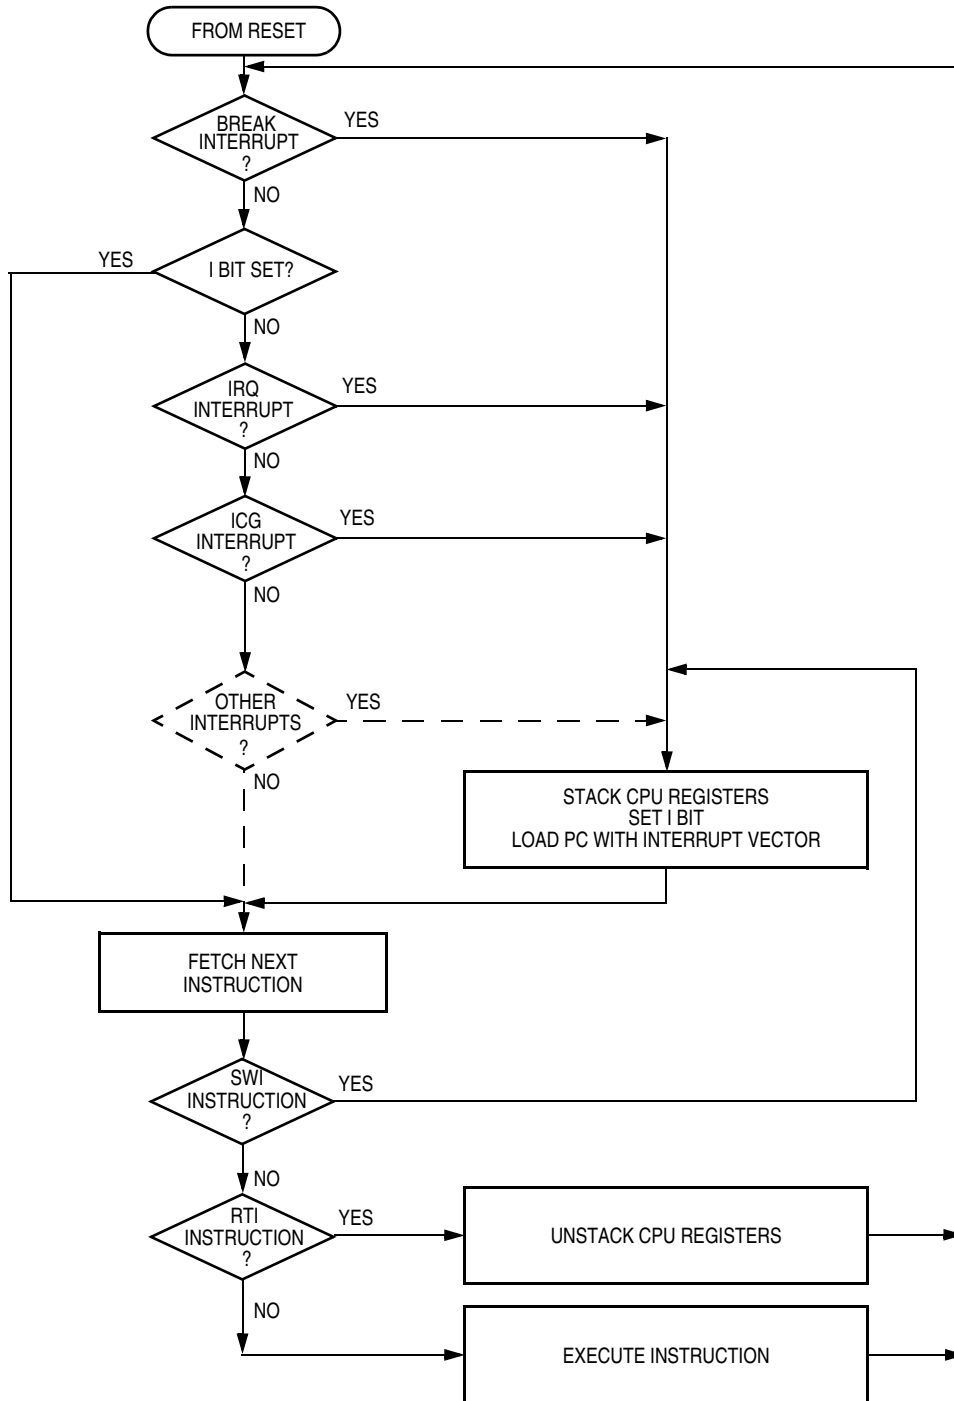 FROM RESET
BREAK
INTERRUPT
?
YES
NO
YES
I BIT SET?
NO
IRQ
INTERRUPT
?
YES
NO
ICG
INTERRUPT
?
YES
NO
OTHER
INTERRUPTS
?
YES
NO
STACK CPU REGISTERS
SET I BIT
LOAD PC WITH INTERRUPT VECTOR
FETCH NEXT
INSTRUCTION
SWI
INSTRUCTION
?
YES
NO
RTI
INSTRUCTION
?
YES
UNSTACK CPU REGISTERS
NO
EXECUTE INSTRUCTION